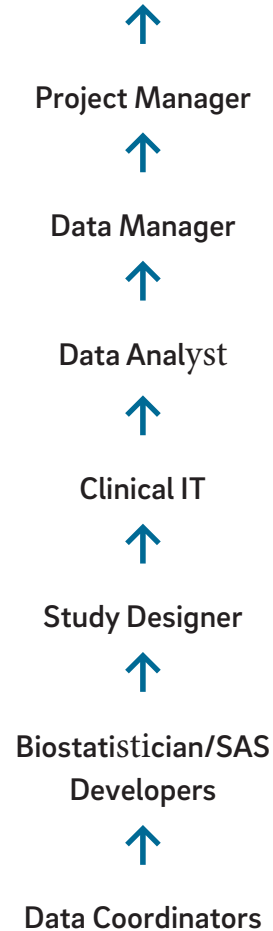 Project Manager
Data Manager
Data Analyst
Clinical IT
Study Designer
Biostatistician/SAS
Developers
Data Coordinators